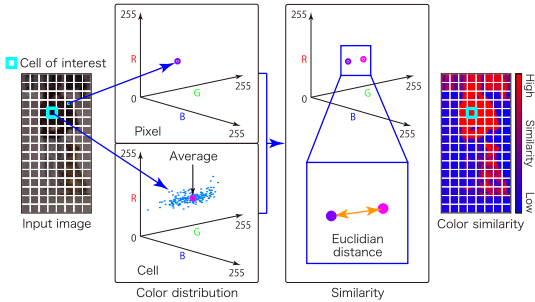 Cell of interest
Input image
255
R
0
G
255
B
255
Pixel
255
Average
R
0
G
255
B
255
Cell
Color distribution
255
R
0
G
255
B
255
Euclidian
distance
Similarity
High
Similarity
Low
Color similarity